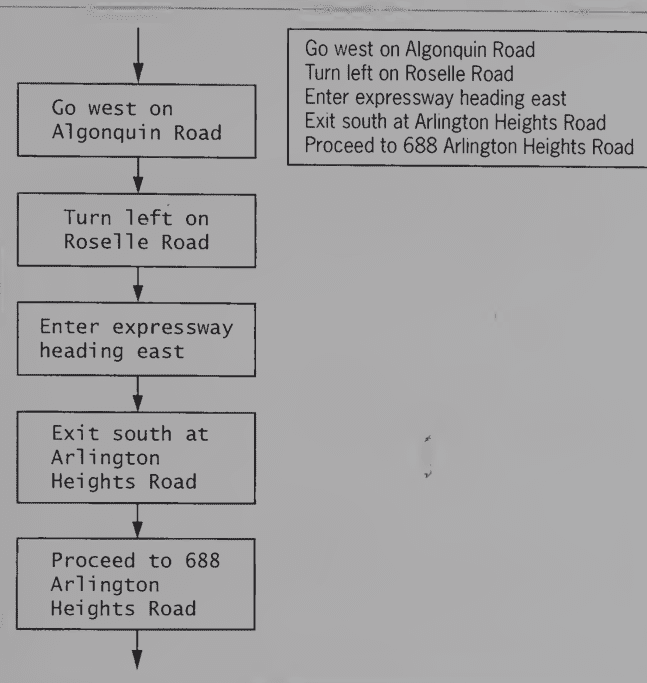 Go west on
Algonquin Road
Turn left on
Roselle Road
Enter expressway
heading east
Exit south at
Arlington
Heights Road
Proceed to 688
Arlington
Heights Road
Go west on Algonquin Road
Turn left on Roselle Road
Enter expressway heading east
Exit south at Arlington Heights Road
Proceed to 688 Arlington Heights Road